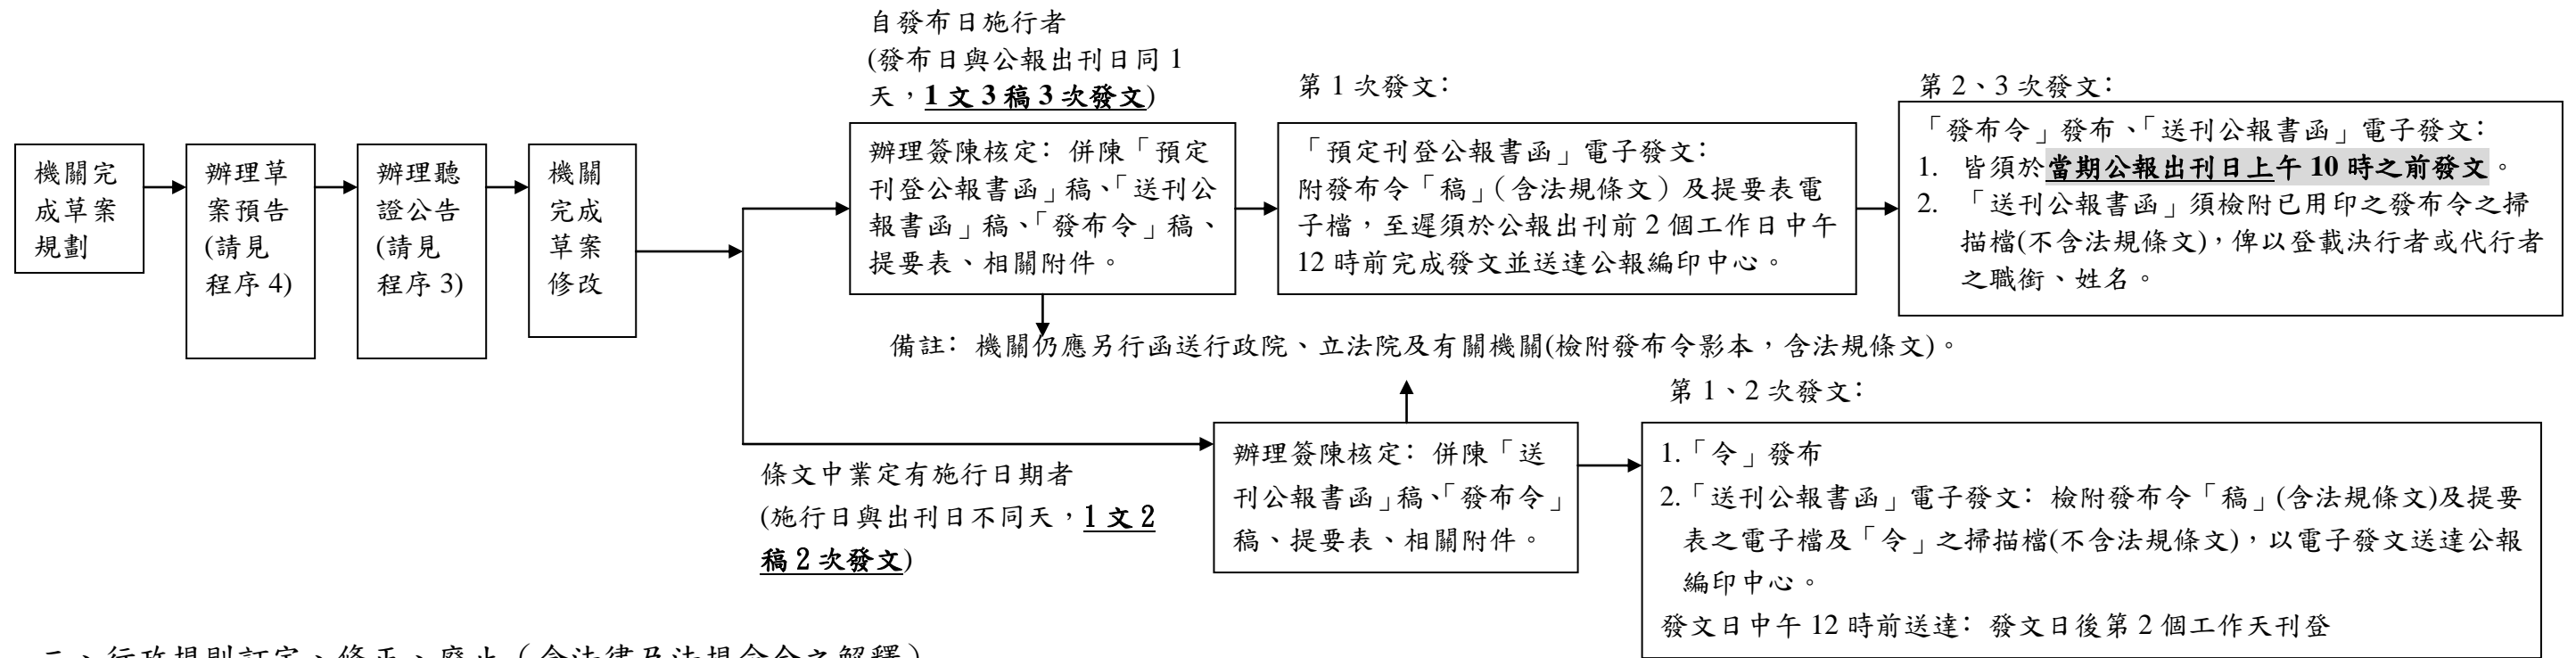 自發布日施行者
(發布日與公報出刊日同 1
天，1 文 3 稿 3 次發文)
第 1 次發文：
第 2、3 次發文：
機關完
成草案
規劃
辦理草
案預告
(請見
程序 4)
辦理聽
證公告
(請見
程序 3)
機關
完成
草案
修改
辦理簽陳核定：併陳「預定
刊登公報書函」稿、「送刊公
報書函」稿、「發布令」稿、
提要表、相關附件。
「預定刊登公報書函」電子發文：
附發布令「稿」（含法規條文）及提要表電
子檔，至遲須於公報出刊前 2 個工作日中午
12 時前完成發文並送達公報編印中心。
「發布令」發布、「送刊公報書函」電子發文：
1. 皆須於當期公報出刊日上午 10 時之前發文。
2. 「送刊公報書函」須檢附已用印之發布令之掃
描檔(不含法規條文)，俾以登載決行者或代行者
之職銜、姓名。
備註：機關仍應另行函送行政院、立法院及有關機關(檢附發布令影本，含法規條文)。
條文中業定有施行日期者
(施行日與出刊日不同天，1 文 2
稿 2 次發文)
辦理簽陳核定：併陳「送
刊公報書函」稿、「發布令」
稿、提要表、相關附件。
第 1、2 次發文：
1.「令」發布
2.「送刊公報書函」電子發文：檢附發布令「稿」(含法規條文)及提要
表之電子檔及「令」之掃描檔(不含法規條文)，以電子發文送達公報
編印中心。
發文日中午 12 時前送達：發文日後第 2 個工作天刊登
二、行政規則訂定、修正、廢止（含法律及法規命令之解釋）